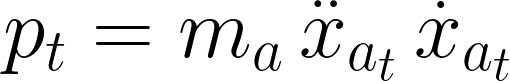 $p_t = m_a \, \ddot{x}_{a_t} \, \dot{x}_{a_t}$